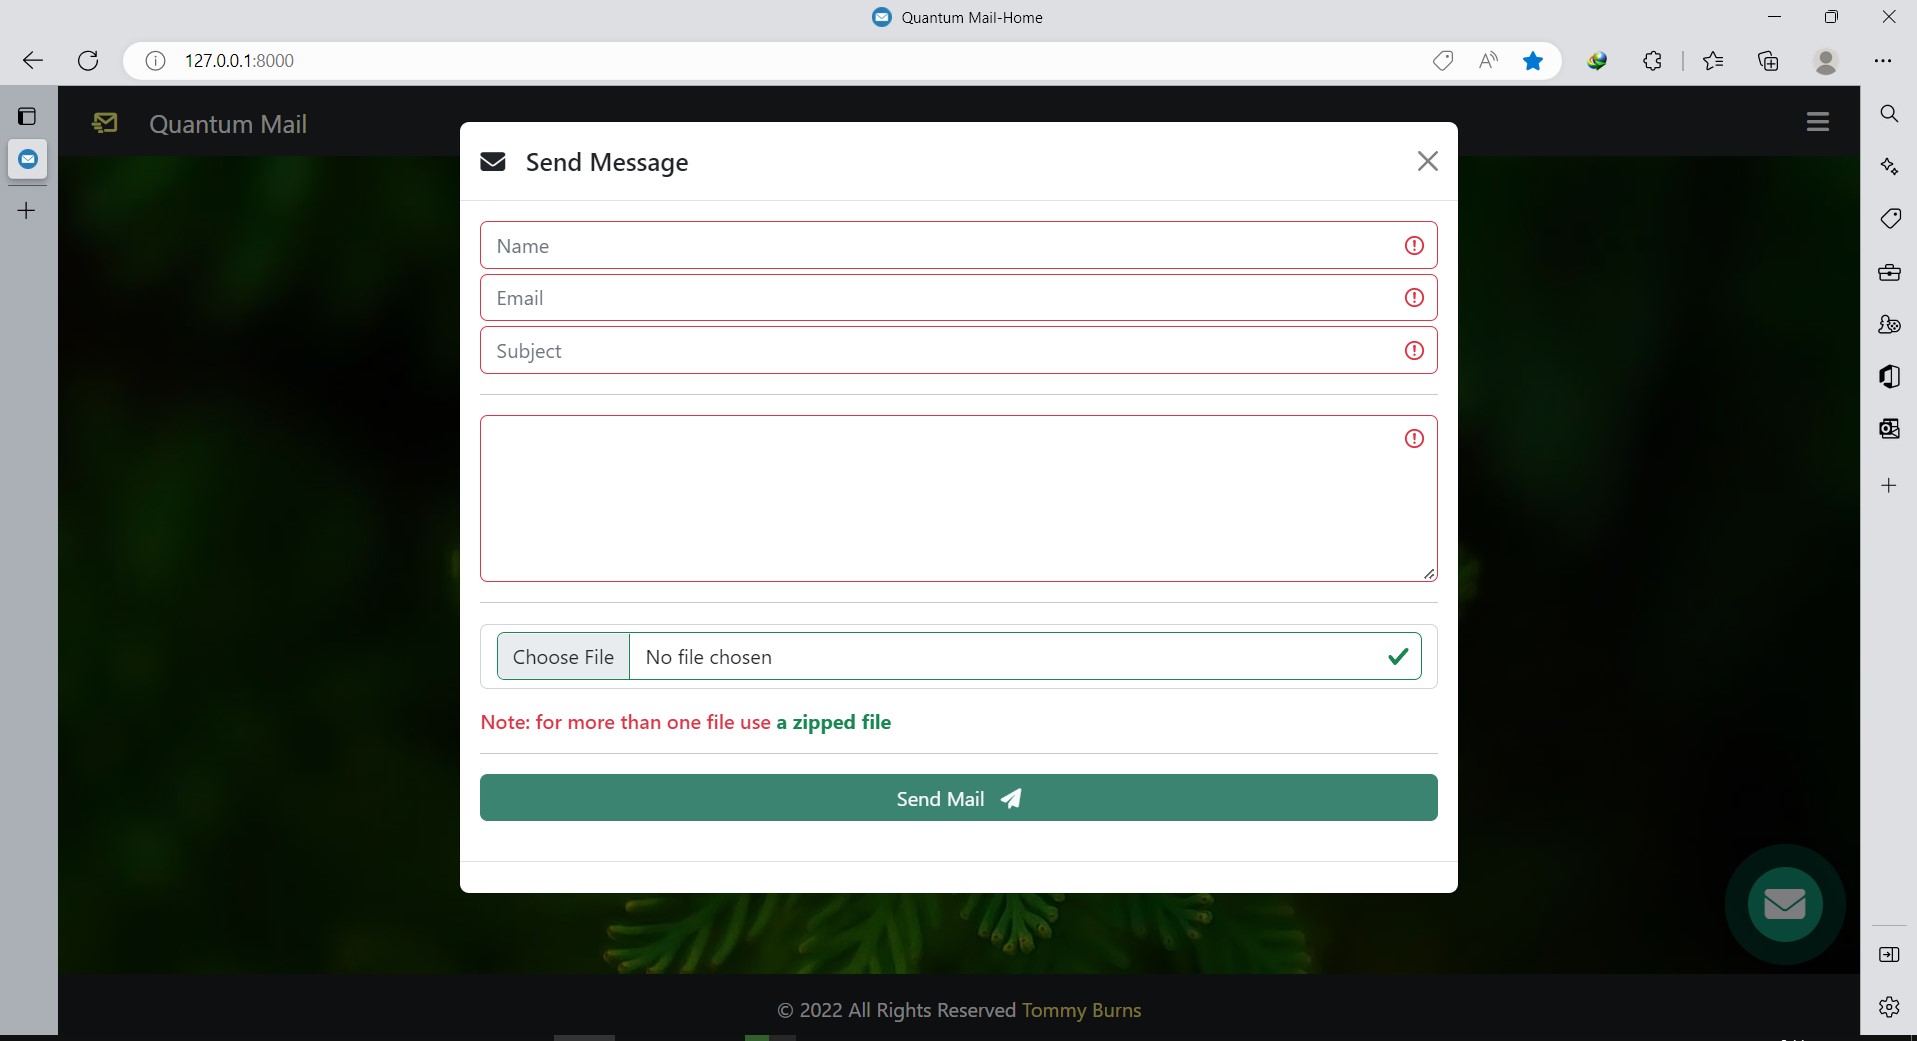 Quantum Mail-Home
127.0.0.1:8000
Quantum Mail
Send Message
Name
Email
Subject
Choose File No file chosen
Note: for more than one file use a zipped file
Send Mail
© 2022 All Rights Reserved Tommy Burns